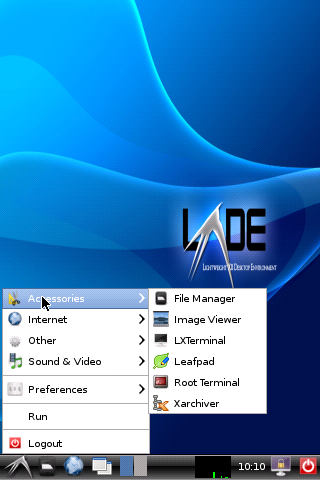 LXDE
Lightweight X11 Desktop Environment
Accessories
Internet
Other
Sound & Video
Preferences
Run
Logout
File Manager
Image Viewer
LXTerminal
Leafpad
Root Terminal
Xarchiver
10:10